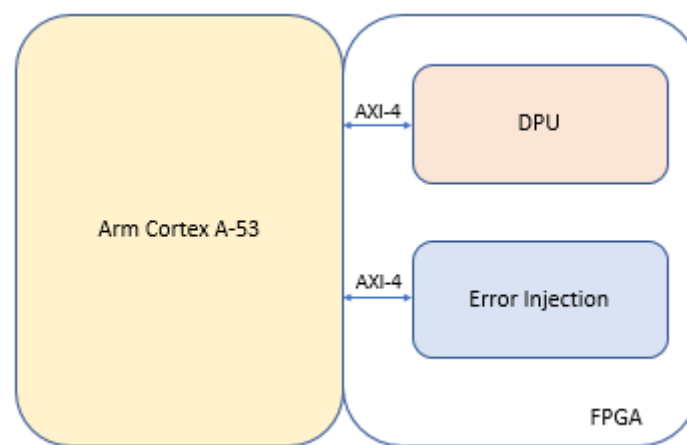 Arm Cortex A-53
AXI-4
DPU
AXI-4
Error Injection
FPGA